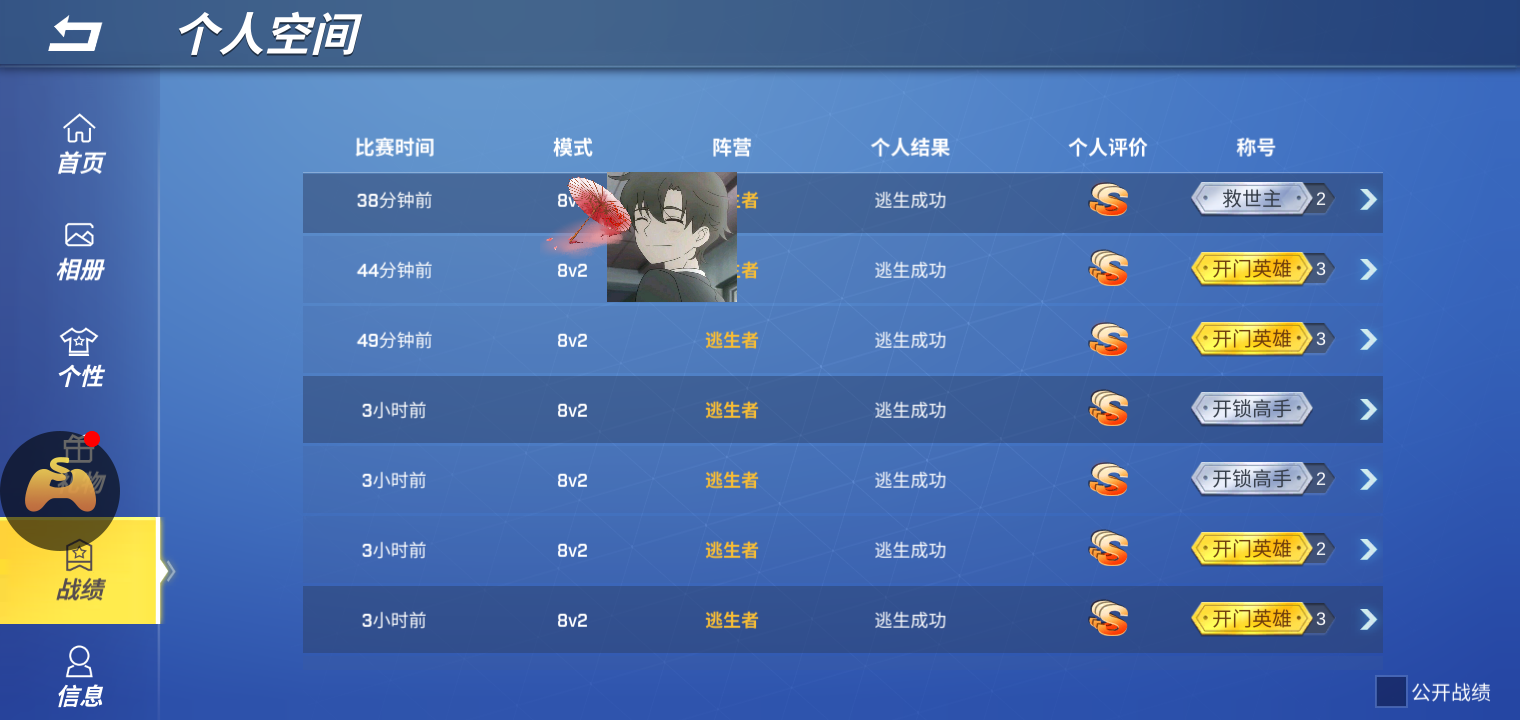 个人空间
首页
相册
个性
物
战绩
信息
比赛时间 模式 阵营 个人结果 个人评价 称号
38分钟前 8v 者 逃生成功 S 救世主 2
44分钟前 8v2 者 逃生成功 S 开门英雄 3
49分钟前 8v2 逃生者 逃生成功 S 开门英雄 3
3小时前 8v2 逃生者 逃生成功 S 开锁高手
3小时前 8v2 逃生者 逃生成功 S 开锁高手 2
3小时前 8v2 逃生者 逃生成功 S 开门英雄 2
3小时前 8v2 逃生者 逃生成功 S 开门英雄 3
公开战绩